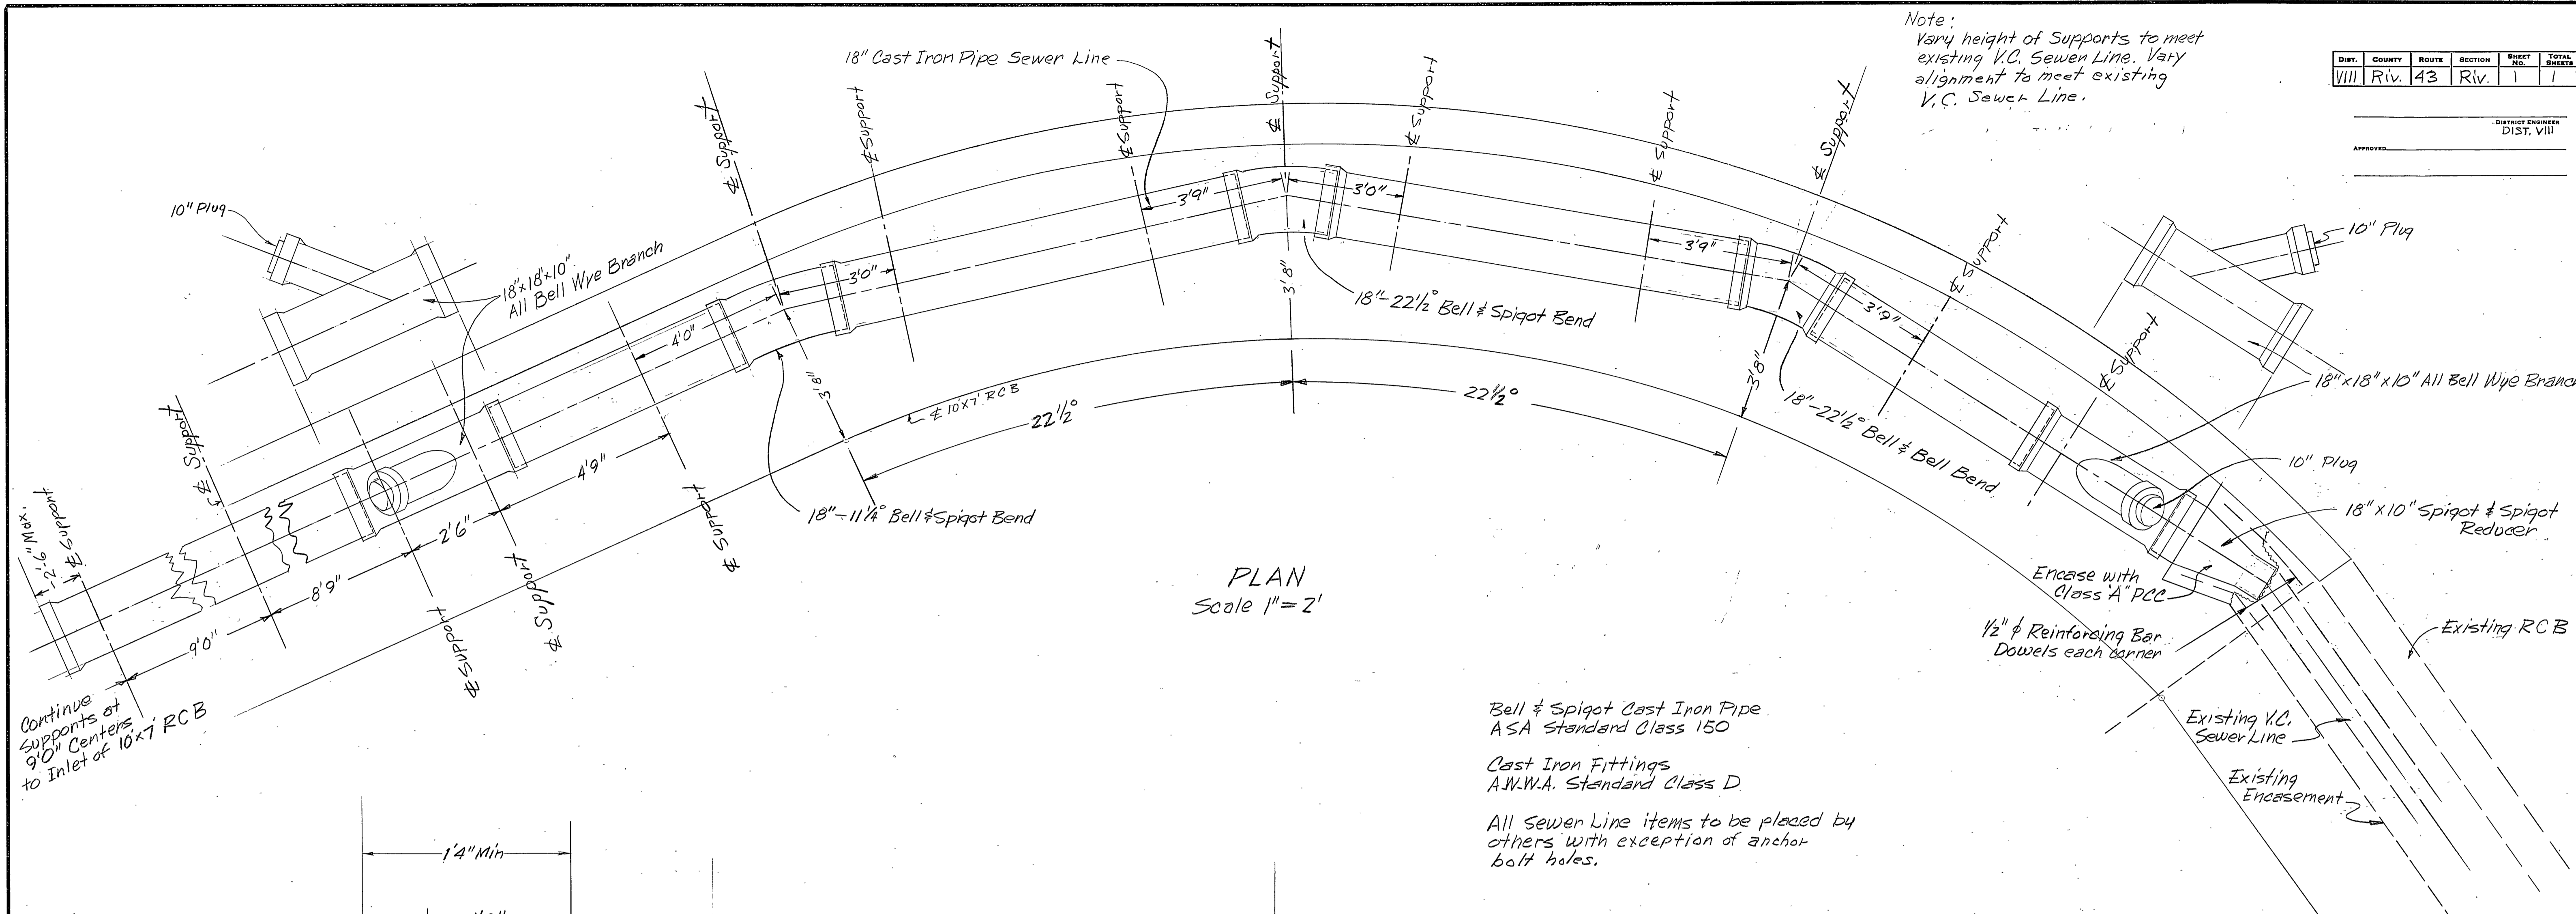 Note:
Vary height of Supports to meet
existing V.C. Sewer Line. Vary
alignment to meet existing
V.C. Sewer Line.
DIST. COUNTY ROUTE SECTION SHEET NO. TOTAL SHEETS
VIII Riv. 43 Riv. 1 1
DISTRICT ENGINEER
DIST. VIII
APPROVED
18" Cast Iron Pipe Sewer Line
℄ Support
℄ Support
℄ Support
℄ Support
℄ Support
℄ Support
℄ Support
℄ Support
℄ Support
10" Plug
18"x18"x10"
All Bell Wye Branch
3'0"
3'9"
3'0"
3'9"
3'9"
4'0"
3'8"
3'8"
3'8"
18"-22½° Bell & Spigot Bend
18"-22½° Bell & Bell Bend
℄ 10'x7' RCB
22½°
22½°
18"-11¼° Bell & Spigot Bend
10" Plug
18"x18"x10" All Bell Wye Branch
10" Plug
18"x10" Spigot & Spigot
Reducer
Encase with
Class "A" PCC
½" φ Reinforcing Bar
Dowels each corner
Existing RCB
Existing V.C.
Sewer Line
Existing
Encasement
℄ Support
2'-6" Max.
℄ Support
9'0"
8'9"
2'6"
4'9"
℄ Support
℄ Support
℄ Support
Continue
Supports at
9'0" Centers
to Inlet of 10'x7' RCB
PLAN
Scale 1"=2'
Bell & Spigot Cast Iron Pipe
ASA Standard Class 150
Cast Iron Fittings
A.W.W.A. Standard Class D
All Sewer Line items to be placed by
others with exception of anchor
bolt holes.
1'4" Min